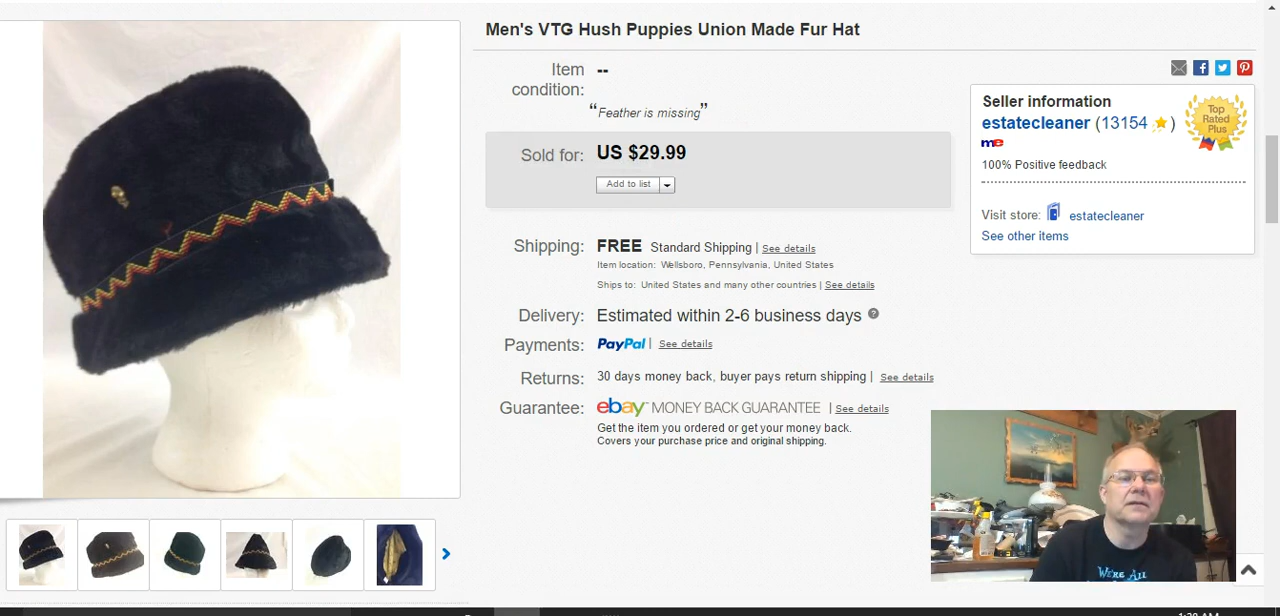 Men's VTG Hush Puppies Union Made Fur Hat
Item
condition:
--
“Feather is missing”
Sold for:
US $29.99
Add to list
Shipping:
FREE Standard Shipping | See details
Item location: Wellsboro, Pennsylvania, United States
Ships to: United States and many other countries | See details
Delivery:
Estimated within 2-6 business days ?
Payments:
PayPal | See details
Returns:
30 days money back, buyer pays return shipping | See details
Guarantee:
ebay™ MONEY BACK GUARANTEE | See details
Get the item you ordered or get your money back.
Covers your purchase price and original shipping.
Seller information
estatecleaner (13154 )
me
100% Positive feedback
Top
Rated
Plus
Visit store: estatecleaner
See other items
WE'RE ALL